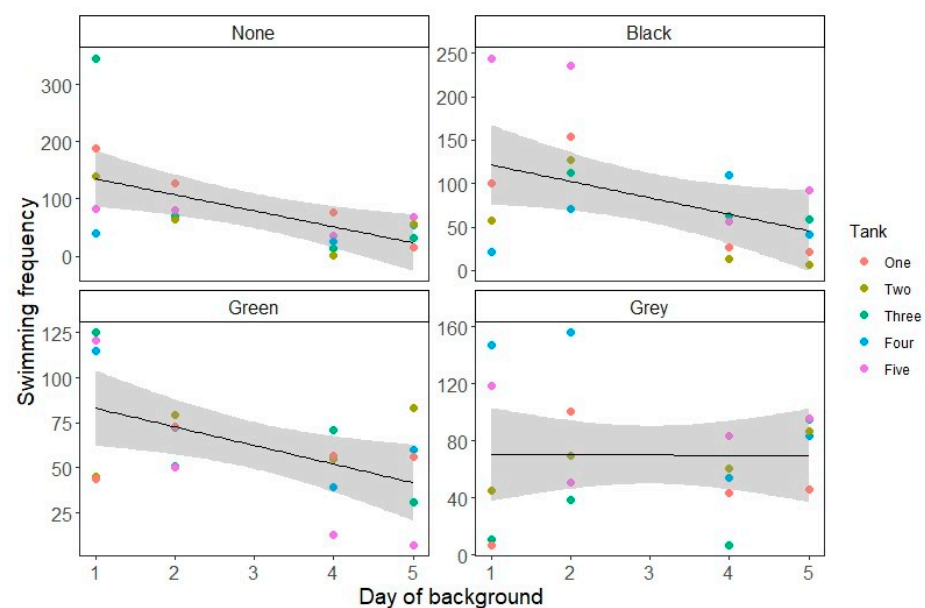 None
Black
300
200
100
0
250
200
150
100
50
0
Swimming frequency
Green
Grey
125
100
75
50
25
160
120
80
40
0
1 2 3 4 5
1 2 3 4 5
Day of background
Tank
One
Two
Three
Four
Five